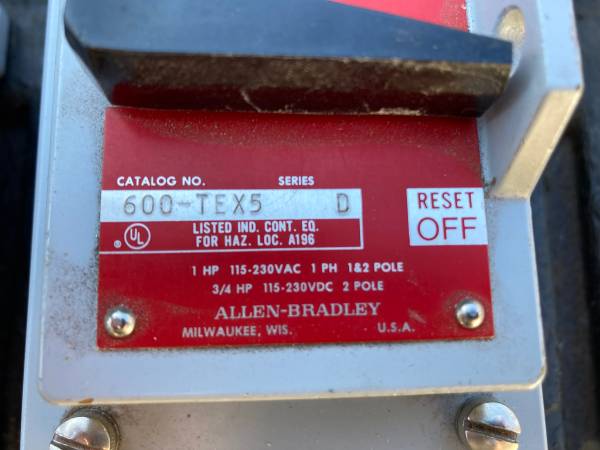 CATALOG NO. SERIES
600-TEX5 D
RESET
OFF
® UL
LISTED IND. CONT. EQ.
FOR HAZ. LOC. A196
1 HP 115-230VAC 1 PH 1&2 POLE
3/4 HP 115-230VDC 2 POLE
ALLEN-BRADLEY
MILWAUKEE, WIS. U.S.A.